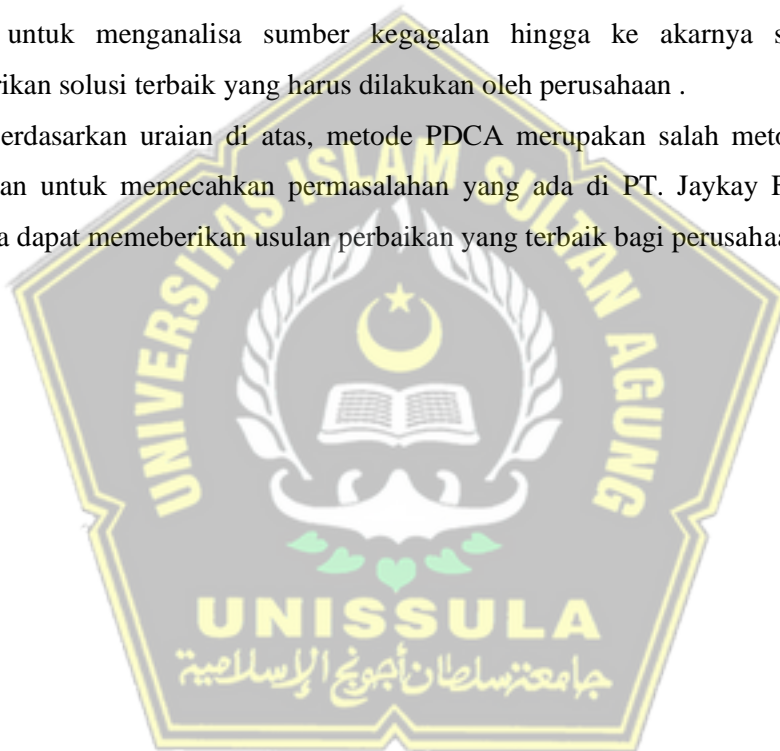 untuk menganalisa sumber kegagalan hingga ke akarnya s
rikan solusi terbaik yang harus dilakukan oleh perusahaan .
erdasarkan uraian di atas, metode PDCA merupakan salah meto
an untuk memecahkan permasalahan yang ada di PT. Jaykay F
a dapat memeberikan usulan perbaikan yang terbaik bagi perusahaa
UNIVERSITAS ISLAM SULTAN AGUNG
UNISSULA
جامعة سلطان أجونج الإسلامية